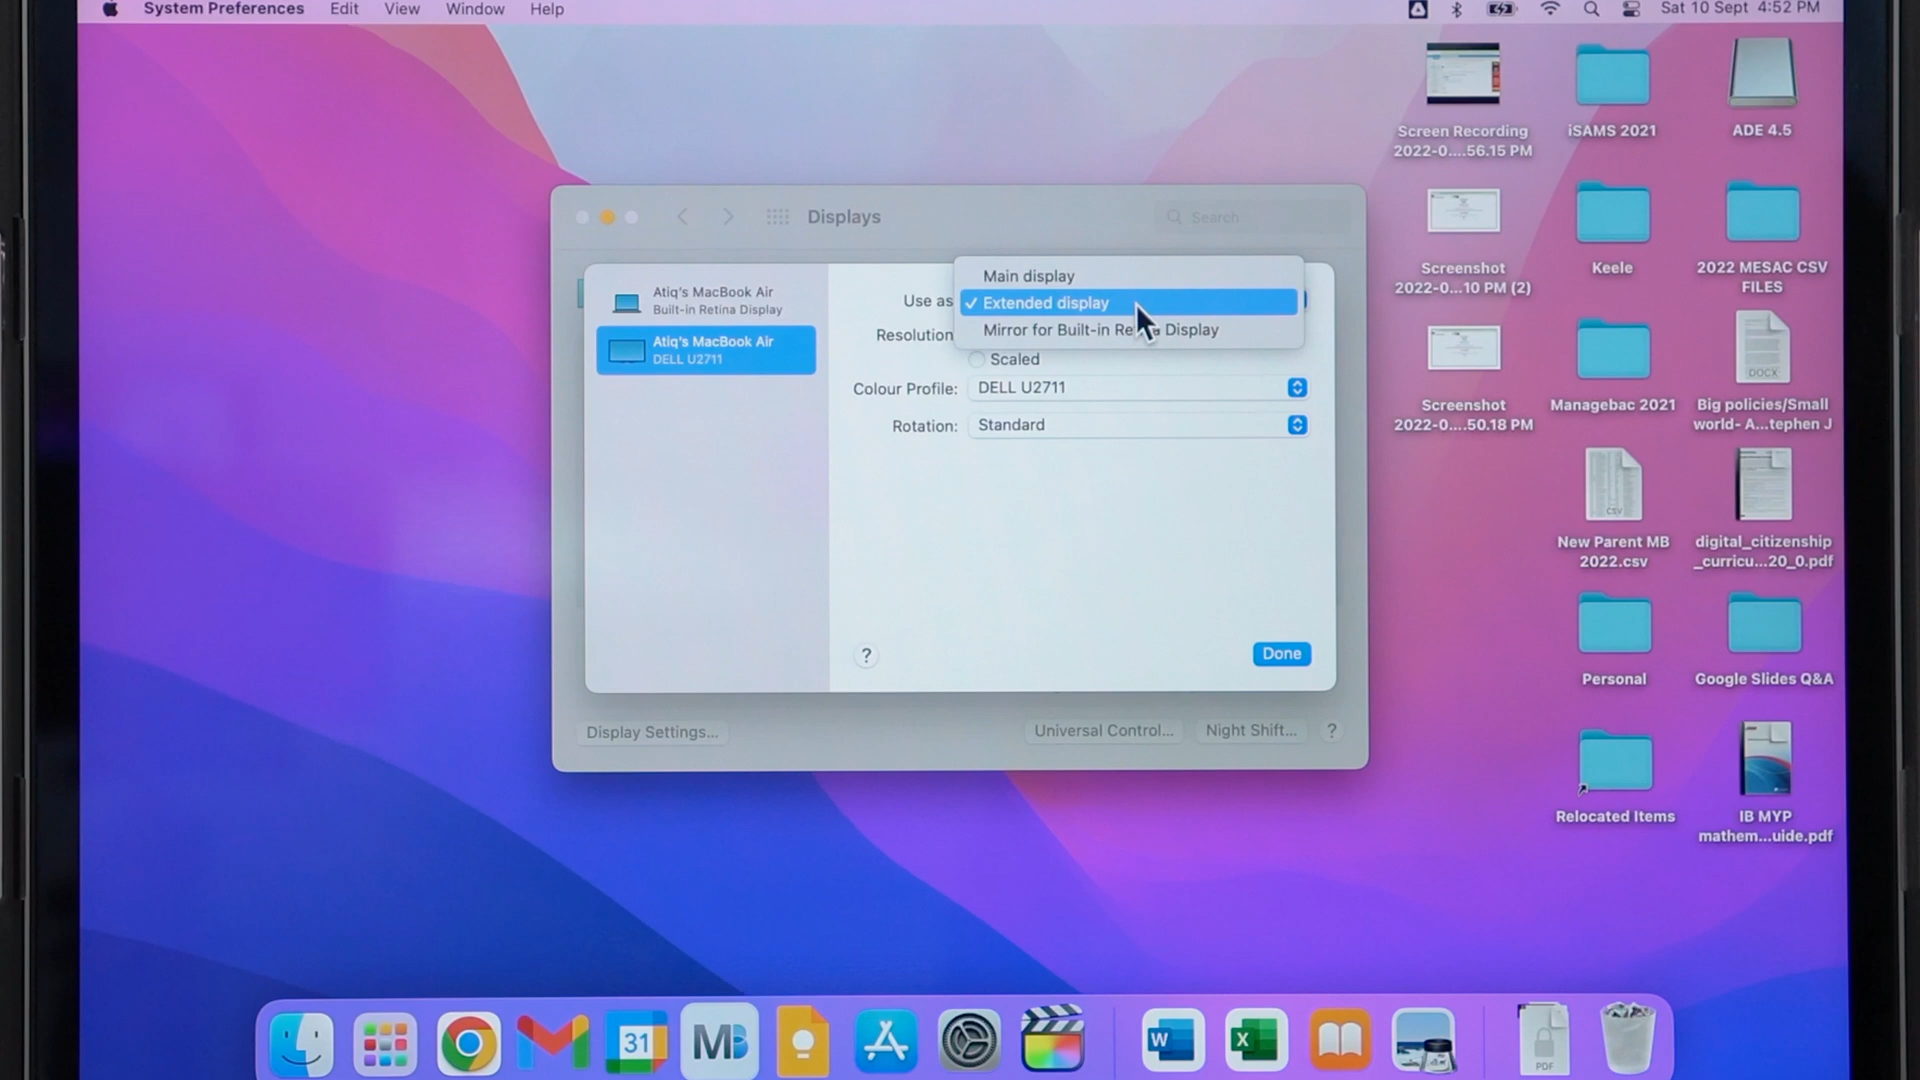 System Preferences Edit View Window Help
Sat 10 Sept 4:52 PM
Screen Recording
2022-0....56.15 PM
iSAMS 2021
ADE 4.5
Displays
Search
Main display
Use as
Extended display
Mirror for Built-in Re a Display
Resolution
Scaled
Colour Profile: DELL U2711
Rotation: Standard
Atiq's MacBook Air
Built-in Retina Display
Atiq's MacBook Air
DELL U2711
?
Done
Display Settings...
Universal Control...
Night Shift...
?
Screenshot
2022-0...10 PM (2)
Keele
2022 MESAC CSV
FILES
Screenshot
2022-0....50.18 PM
Managebac 2021
DOCX
Big policies/Small
world- A...tephen J
CSV
New Parent MB
2022.csv
digital_citizenship
_curricu...20_0.pdf
Personal
Google Slides Q&A
Relocated Items
IB MYP
mathem...uide.pdf
31
MB
W
X
PDF